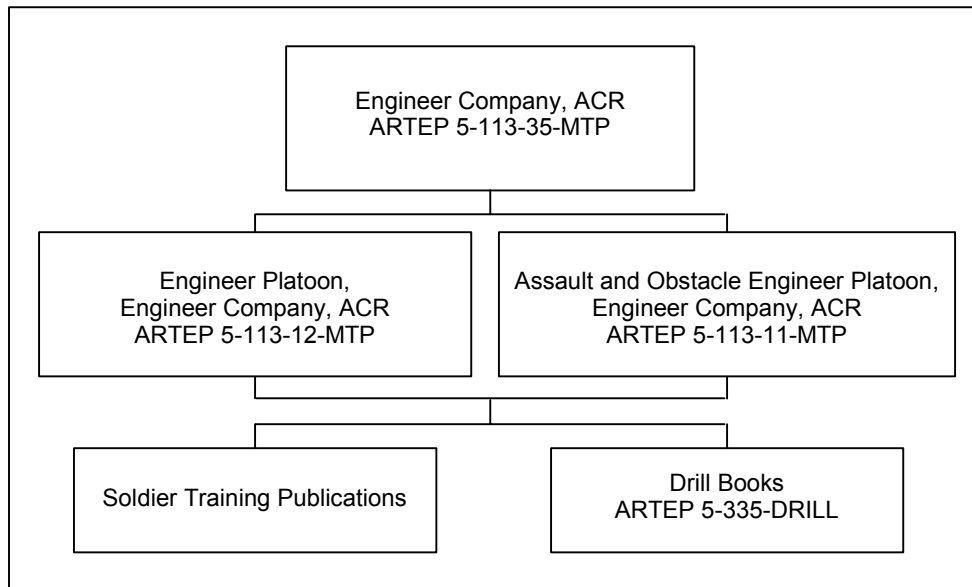 Engineer Company, ACR
ARTEP 5-113-35-MTP
Engineer Platoon,
Engineer Company, ACR
ARTEP 5-113-12-MTP
Assault and Obstacle Engineer Platoon,
Engineer Company, ACR
ARTEP 5-113-11-MTP
Soldier Training Publications
Drill Books
ARTEP 5-335-DRILL